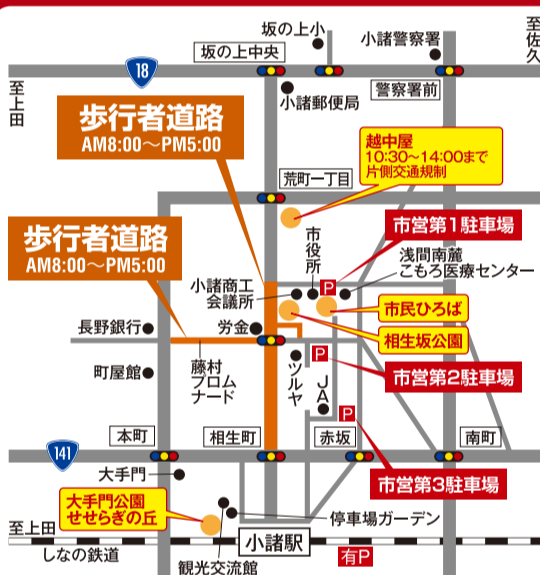 坂の上小
小諸警察署
至佐久
坂の上中央
18
至上田
小諸郵便局
警察署前
歩行者道路
AM8:00～PM5:00
越中屋
10:30～14:00まで
片側交通規制
荒町一丁目
市営第1駐車場
歩行者道路
AM8:00～PM5:00
市役所
浅間南麓
こもろ医療センター
小諸商工
会議所
P
市民ひろば
相生坂公園
長野銀行
労金
藤村
プロム
ナード
ツルヤ
P
町屋館
市営第2駐車場
JA
P
141
本町
相生町
赤坂
南町
大手門
市営第3駐車場
大手門公園
せせらぎの丘
停車場ガーデン
至上田
小諸駅
しなの鉄道
観光交流館
有P